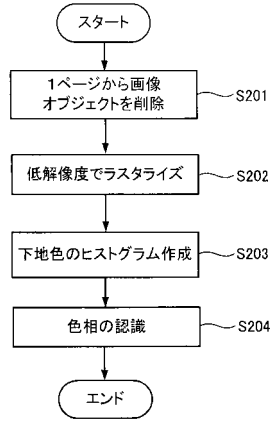 スタート
1ページから画像
オブジェクトを削除
S201
低解像度でラスタライズ
S202
下地色のヒストグラム作成
S203
色相の認識
S204
エンド